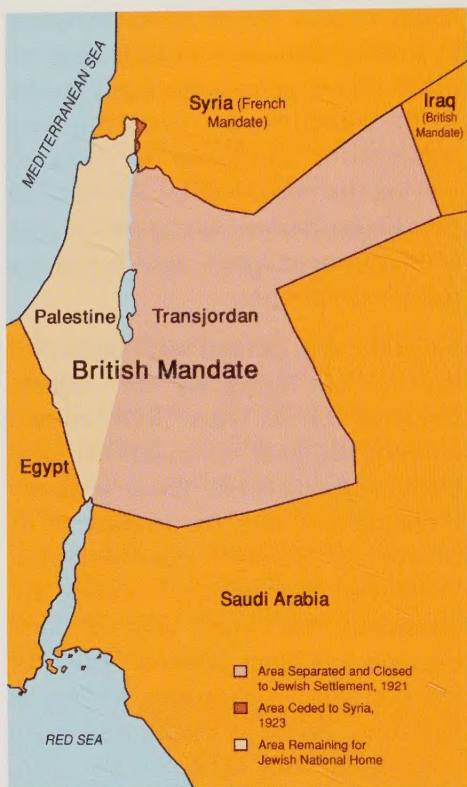 MEDITERRANEAN SEA
Syria (French
Mandate)
Iraq
(British
Mandate)
Palestine
Transjordan
British Mandate
Egypt
Saudi Arabia
Area Separated and Closed
to Jewish Settlement, 1921
Area Ceded to Syria,
1923
Area Remaining for
Jewish National Home
RED SEA